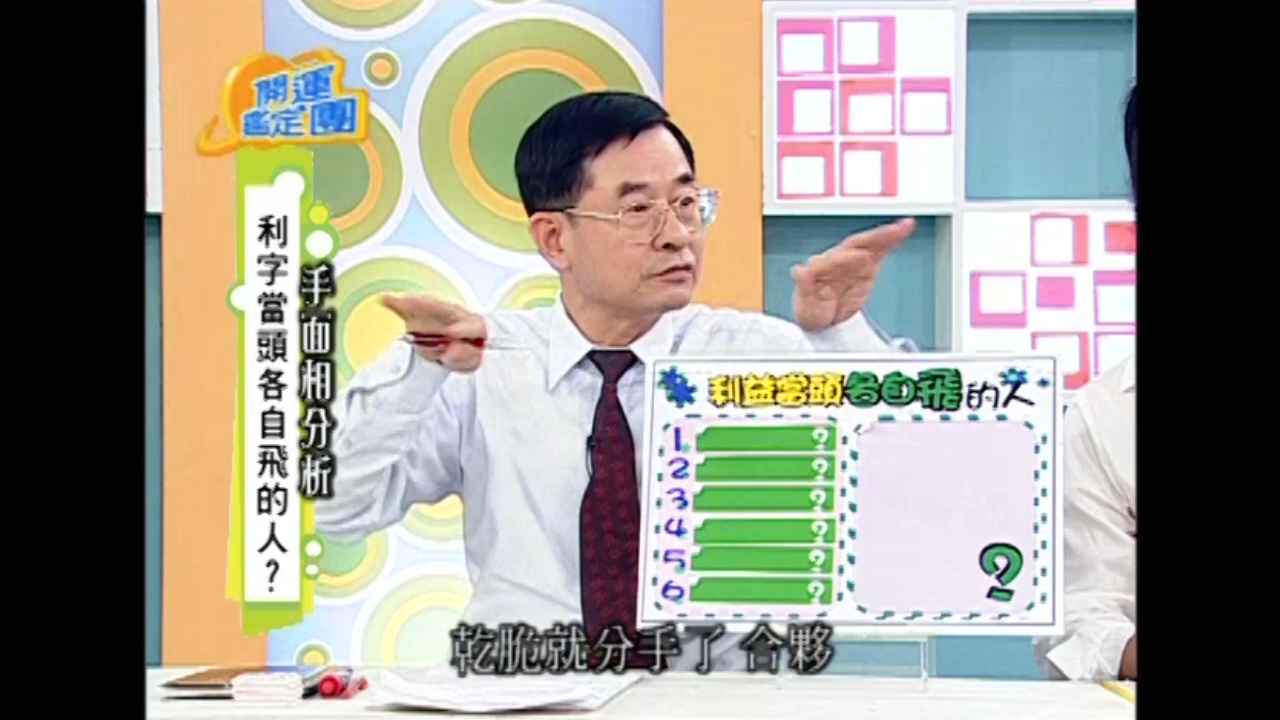 開運
鑑定團
手面相分析
利字當頭各自飛的人?
利益當頭各自飛的人
1 ?
2 ?
3 ?
4 ?
5 ?
6 ?
?
乾脆就分手了 合夥